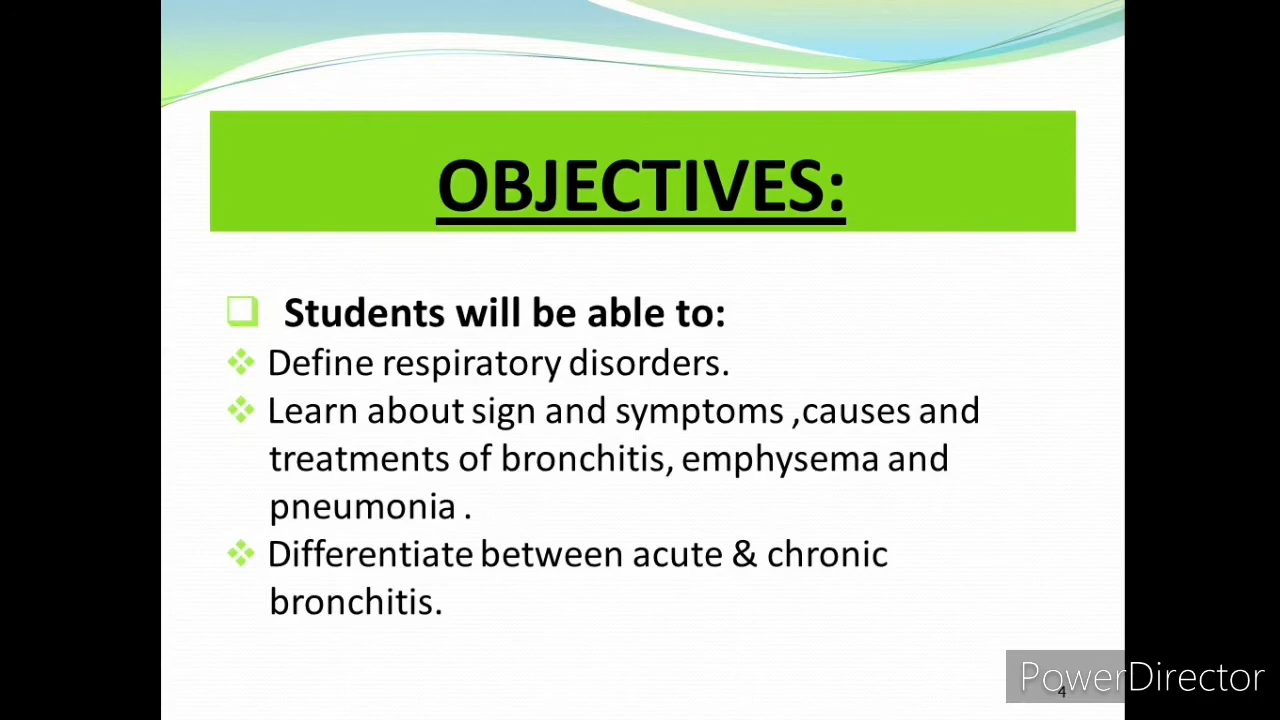 OBJECTIVES:
Students will be able to:
Define respiratory disorders.
Learn about sign and symptoms ,causes and
treatments of bronchitis, emphysema and
pneumonia .
Differentiate between acute & chronic
bronchitis.
PowerDirector
4